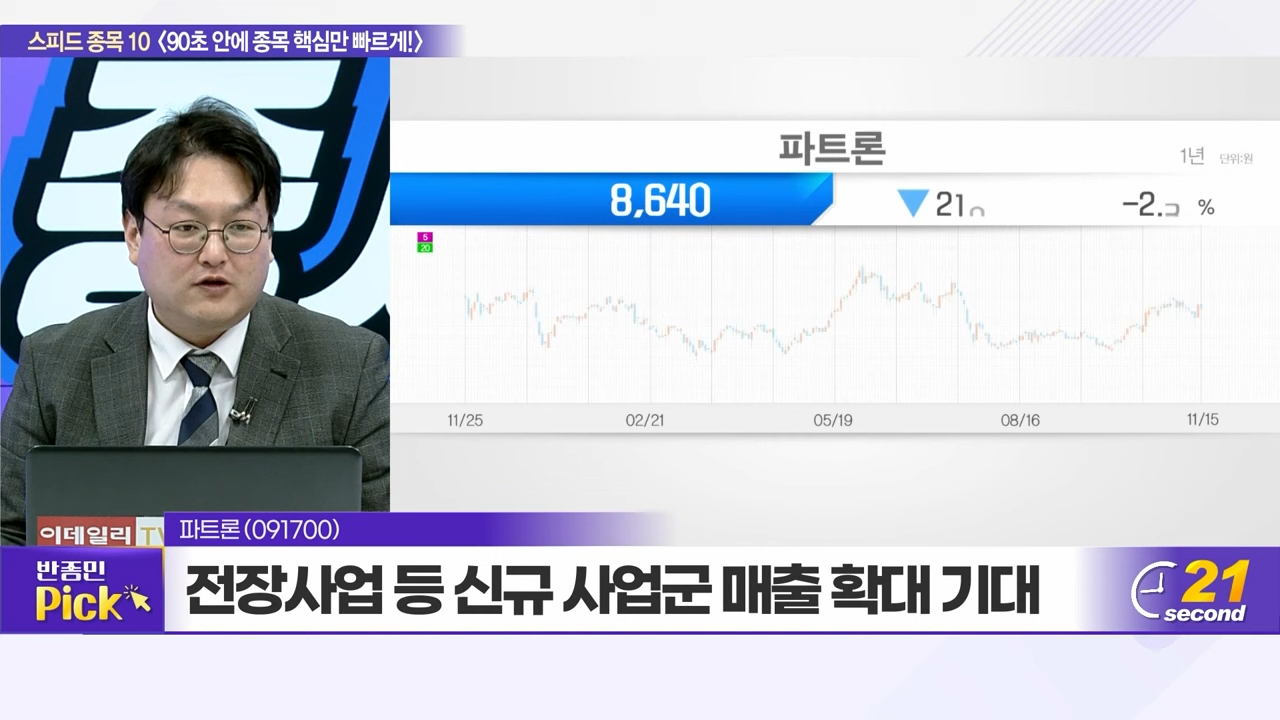 스피드 종목 10 〈90초 안에 종목 핵심만 빠르게!〉
파트론
1년 단위:원
8,640 ▼ %
5
20
11/25 02/21 05/19 08/16 11/15
이데일리 TV
파트론(091700)
반종민
Pick
전장사업 등 신규 사업군 매출 확대 기대
21
second